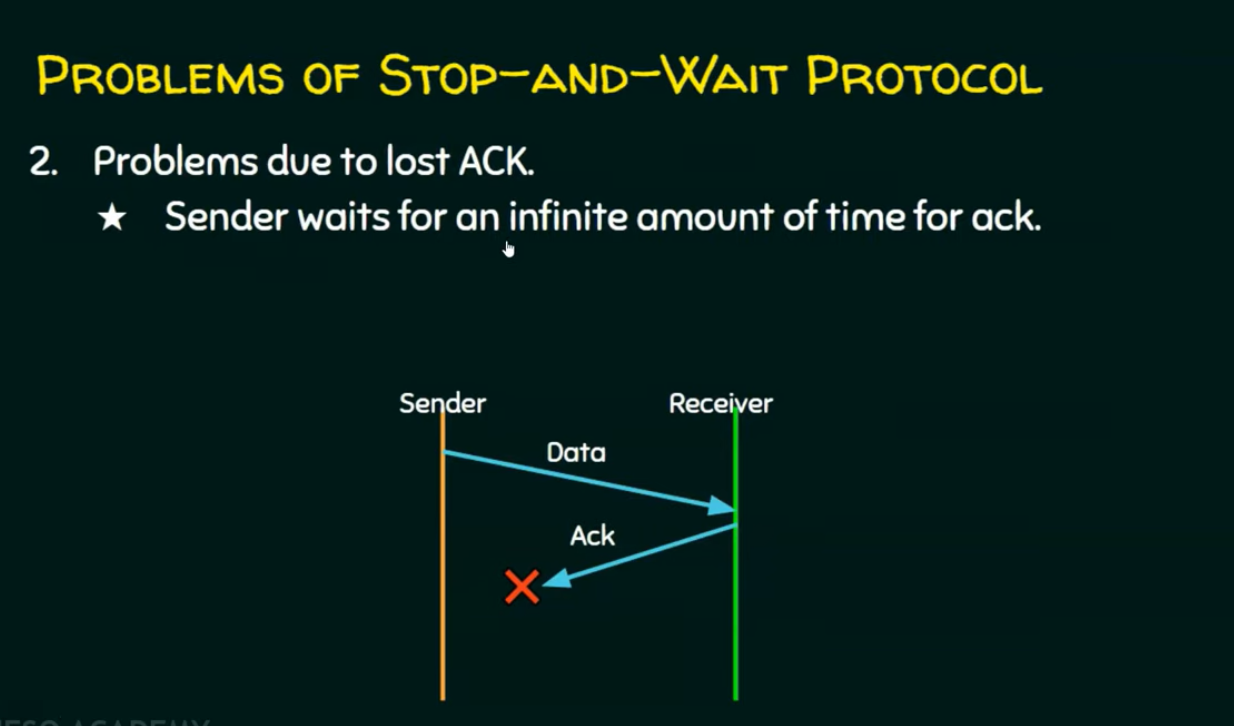 Problems of Stop-and-Wait Protocol
2. Problems due to lost ACK.
★ Sender waits for an infinite amount of time for ack.
Sender Receiver
Data
Ack
ACADEMY